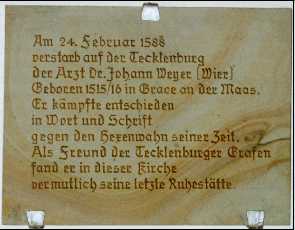 Am 24. Februar 1588
verstarb auf der Tecklenburg
der Arzt Dr. Johann Weyer (Wier)
Geboren 1515/16 in Grace an der Maas.
Er kämpfte entschieden
in Wort und Schrift
gegen den Hexenwahn seiner Zeit.
Als Freund der Tecklenburger Grafen
fand er in dieser Kirche
vermutlich seine letzte Ruhestätte.